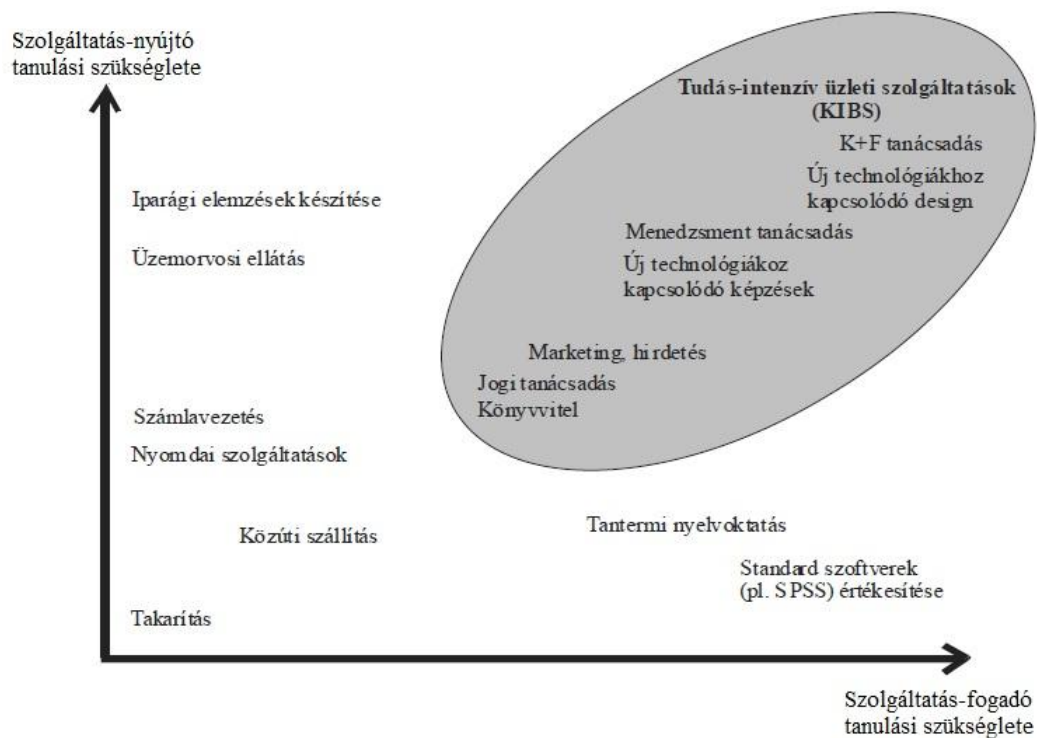 Szolgáltatás-nyújtó
tanulási szükséglete
Tudás-intenzív üzleti szolgáltatások
(KIBS)
K+F tanácsadás
Új technológiákhoz
kapcsolódó design
Iparági elemzések készítése
Menedzsment tanácsadás
Üzemorvosi ellátás
Új technológiákoz
kapcsolódó képzések
Marketing, hirdetés
Jogi tanácsadás
Könyvvitel
Számlavezetés
Nyomdai szolgáltatások
Közúti szállítás
Tantermi nyelvoktatás
Standard szoftverek
(pl. SPSS) értékesítése
Takarítás
Szolgáltatás-fogadó
tanulási szükséglete